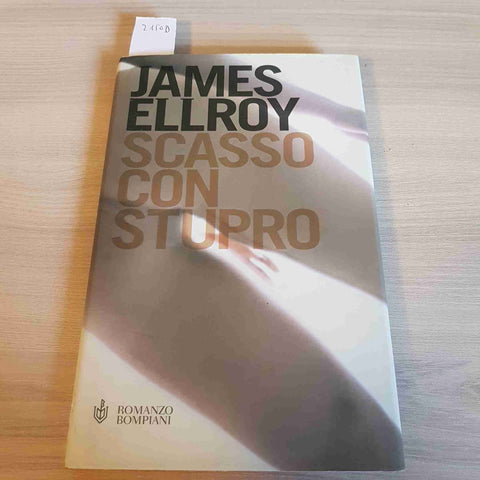 JAMES
ELLROY
SCASSO
CON
STUPRO
ROMANZO
BOMPIANI